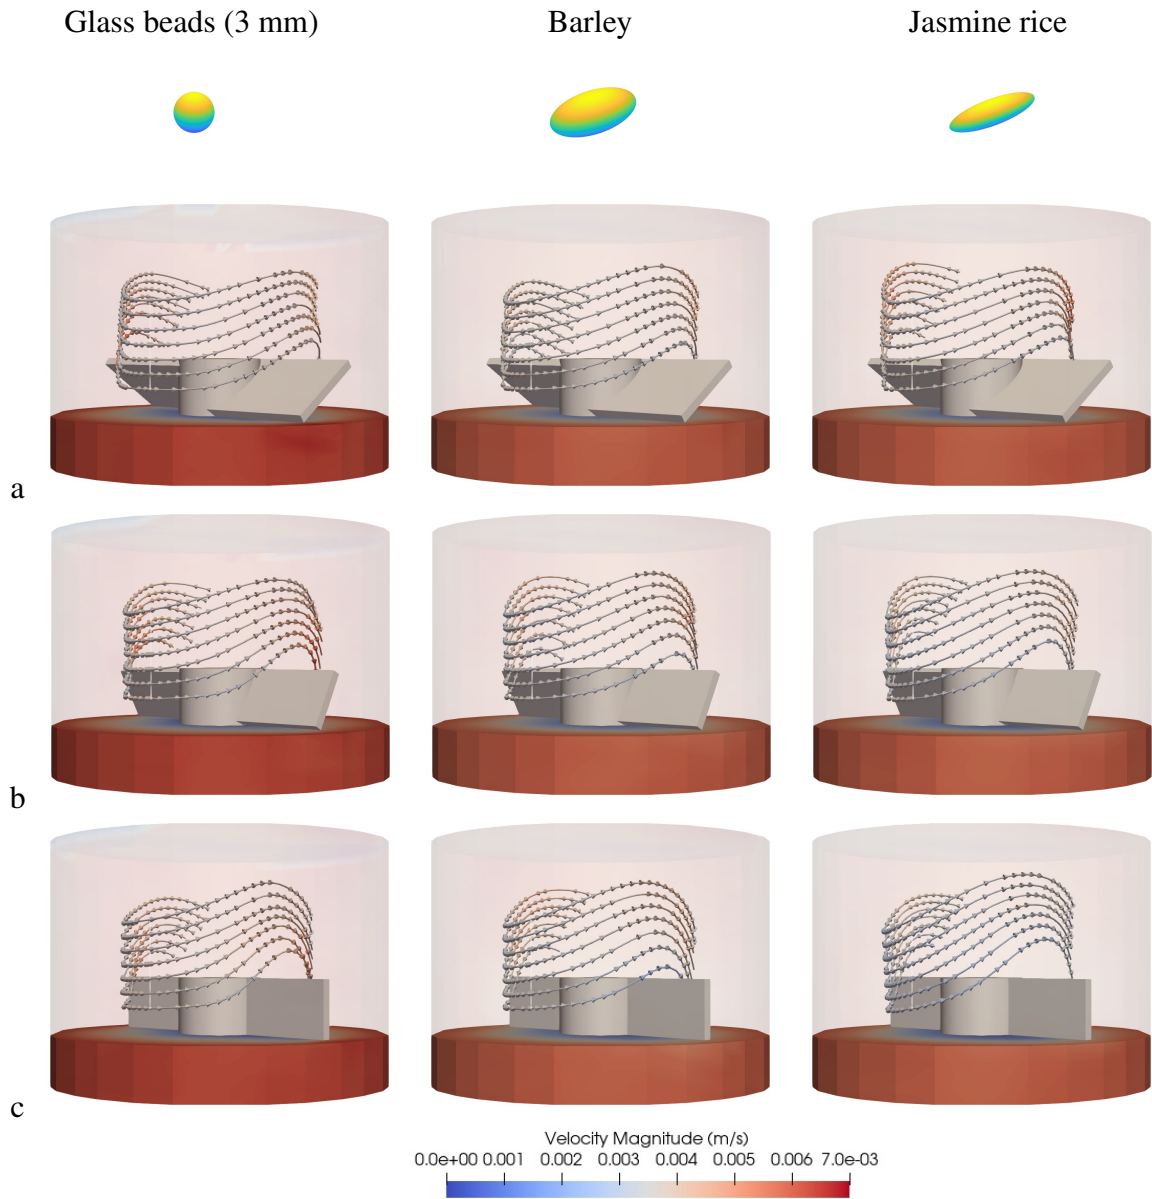 Glass beads (3 mm) Barley Jasmine rice
a
b
c
Velocity Magnitude (m/s)
0.0e+00 0.001 0.002 0.003 0.004 0.005 0.006 7.0e-03